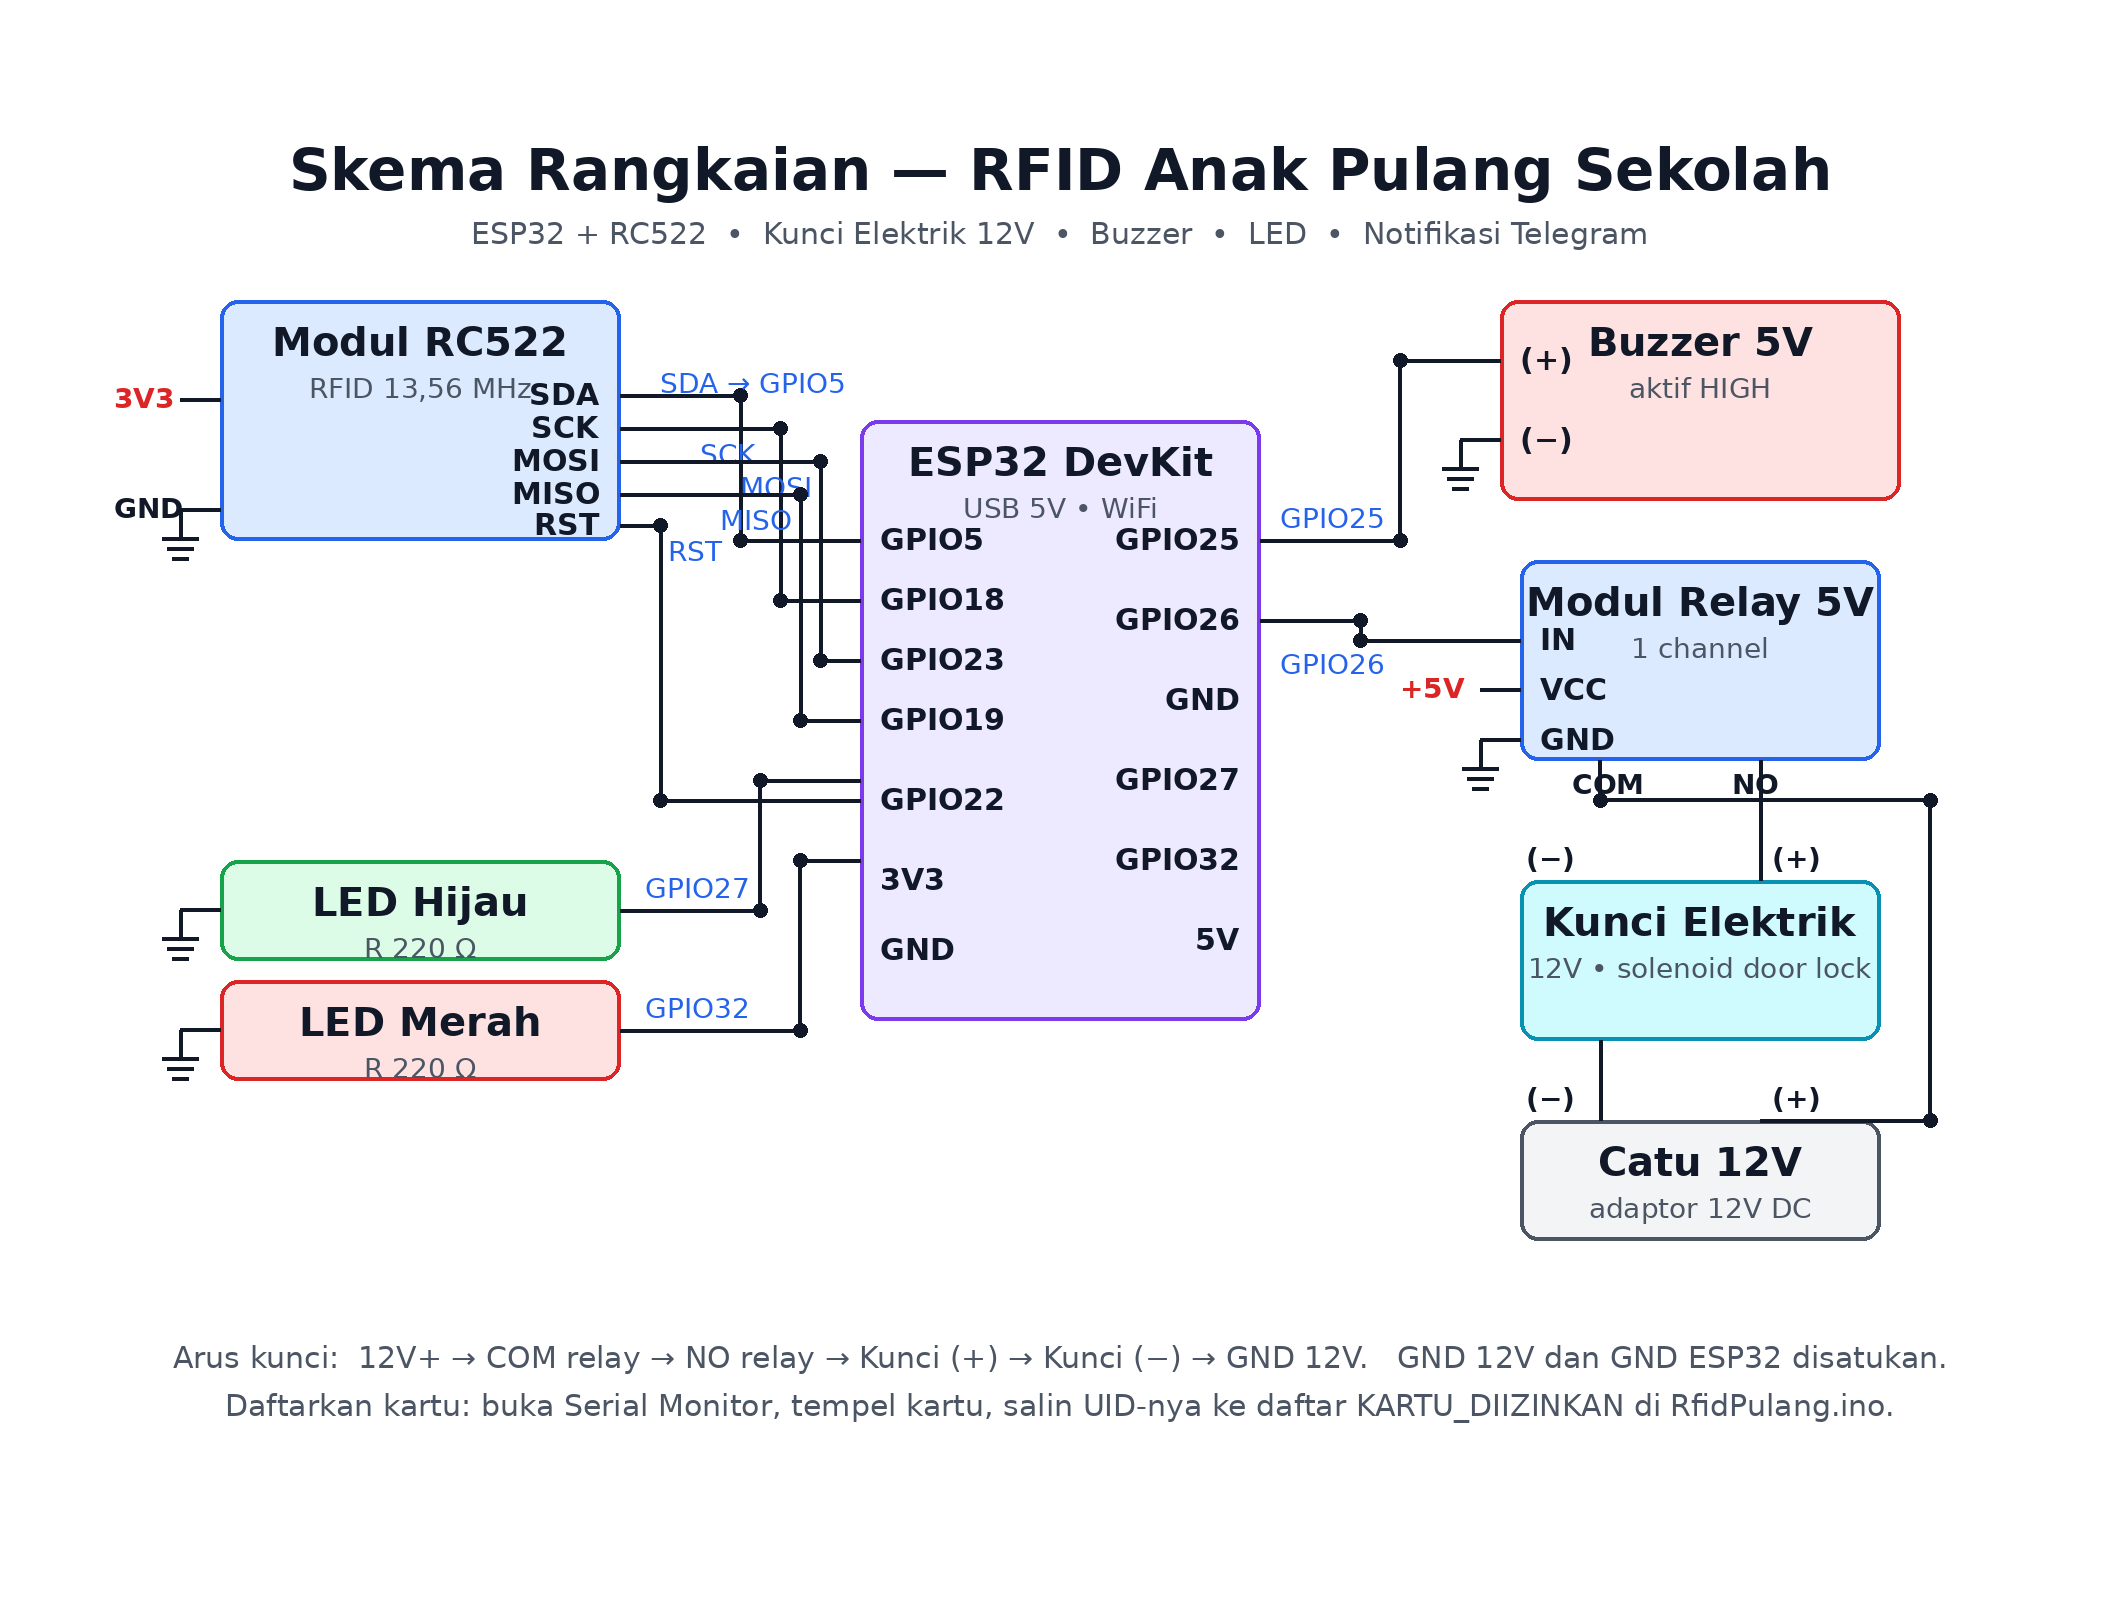 Skema Rangkaian — RFID Anak Pulang Sekolah
ESP32 + RC522 • Kunci Elektrik 12V • Buzzer • LED • Notifikasi Telegram
Modul RC522
RFID 13,56 MHz
3V3
GND
SDA
SCK
MOSI
MISO
RST
SDA → GPIO5
SCK
MOSI
MISO
RST
ESP32 DevKit
USB 5V • WiFi
GPIO5
GPIO18
GPIO23
GPIO19
GPIO22
3V3
GND
GPIO25
GPIO26
GND
GPIO27
GPIO32
5V
GPIO25
GPIO26
Buzzer 5V
aktif HIGH
(+)
(−)
Modul Relay 5V
1 channel
IN
+5V
VCC
GND
COM
NO
(−)
(+)
Kunci Elektrik
12V • solenoid door lock
(−)
(+)
Catu 12V
adaptor 12V DC
LED Hijau
R 220 Ω
GPIO27
LED Merah
R 220 Ω
GPIO32
Arus kunci: 12V+ → COM relay → NO relay → Kunci (+) → Kunci (−) → GND 12V. GND 12V dan GND ESP32 disatukan.
Daftarkan kartu: buka Serial Monitor, tempel kartu, salin UID-nya ke daftar KARTU_DIIZINKAN di RfidPulang.ino.